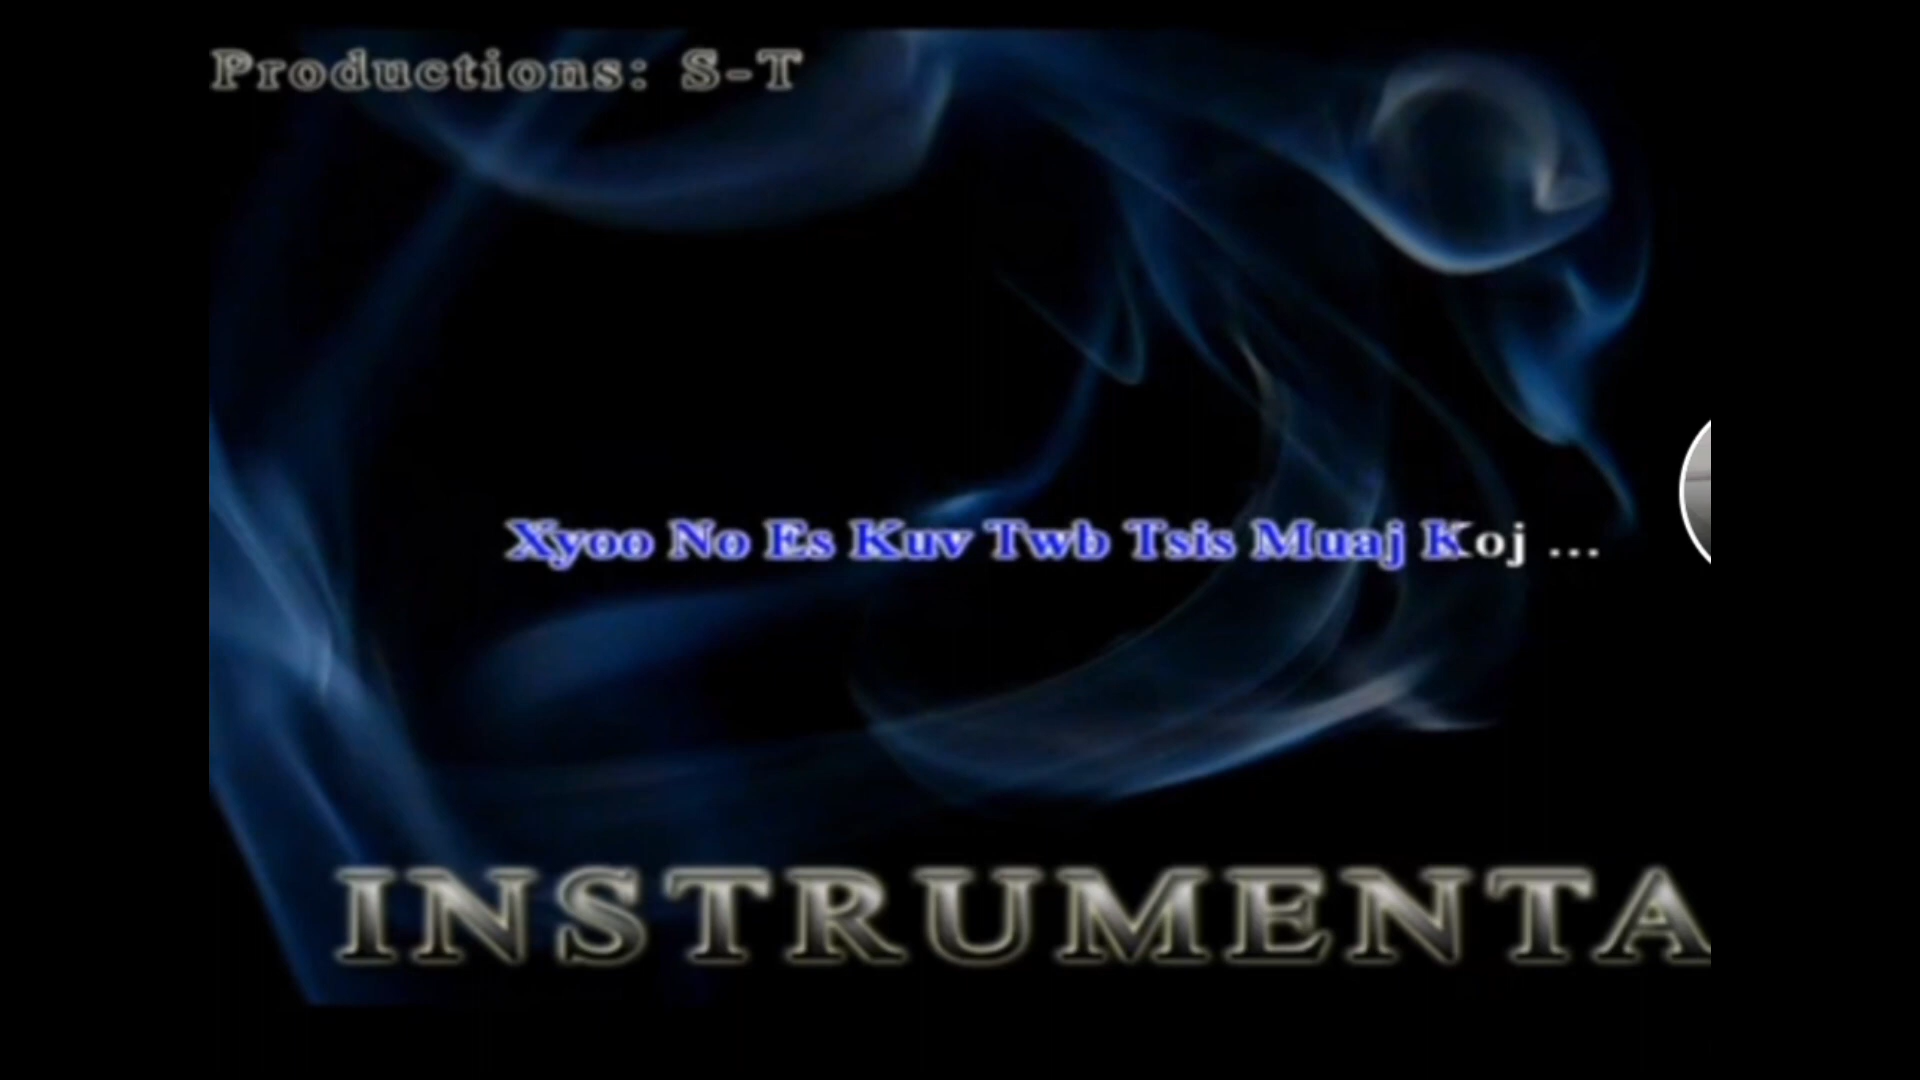 Productions: S-T
Xyoo No Es Kuv Twb Tsis Muaj Koj ...
INSTRUMENTA